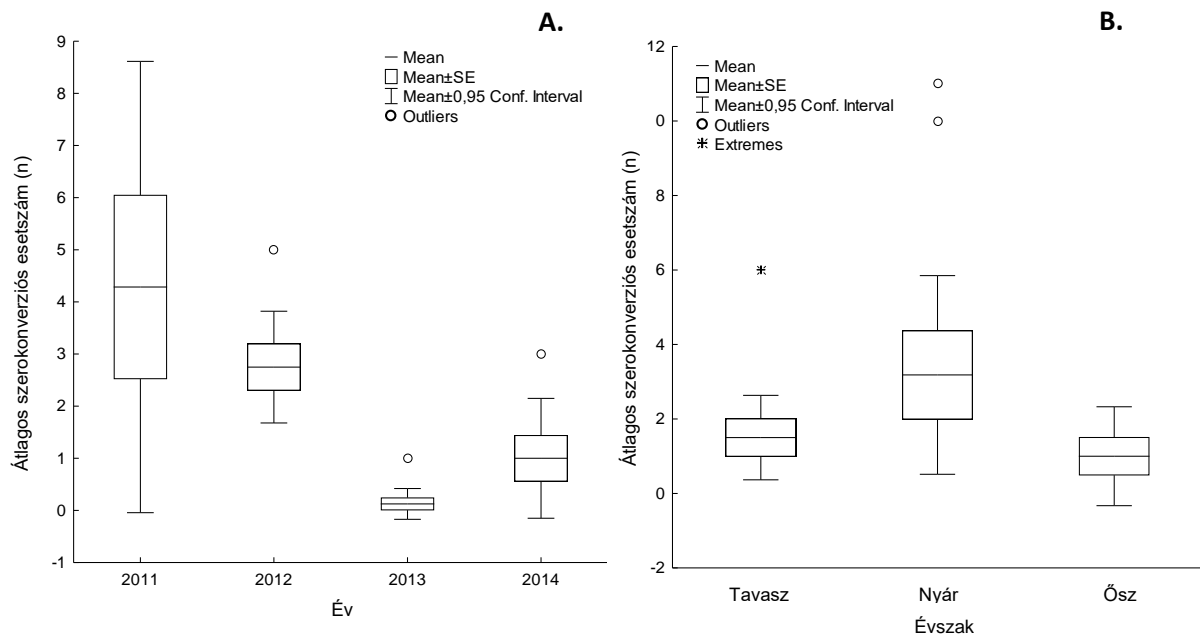 A.
9
8
7
6
5
4
3
2
1
0
-1
Átlagos szerokonverziós esetszám (n)
Mean
Mean±SE
Mean±0,95 Conf. Interval
Outliers
2011
2012
2013
2014
Év
B.
12
0
8
6
4
2
0
-2
Átlagos szerokonverziós esetszám (n)
Mean
Mean±SE
Mean±0,95 Conf. Interval
Outliers
Extremes
Tavasz
Nyár
Ősz
Évszak